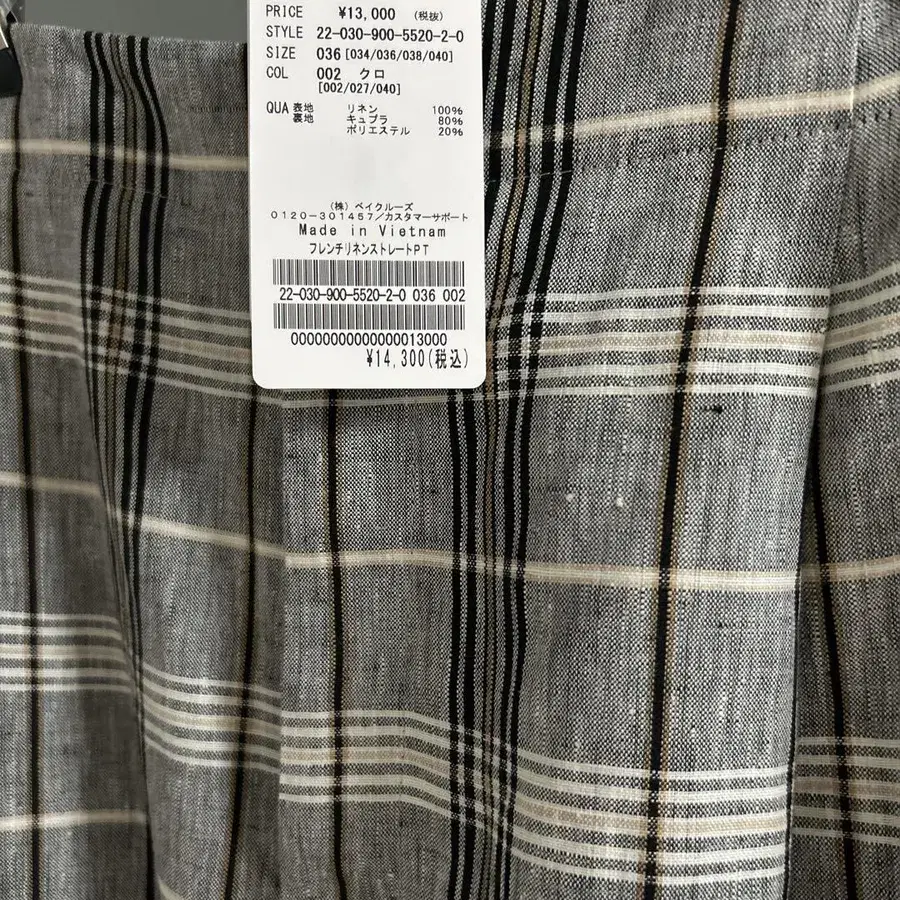 PRICE ¥13,000 (税抜)
STYLE 22-030-900-5520-2-0
SIZE 036 [034/036/038/040]
COL 002 クロ
[002/027/040]
QUA 表地 リネン 100%
裏地 キュプラ 80%
ポリエステル 20%
(株) ベイクルーズ
0120-301457/カスタマーサポート
Made in Vietnam
フレンチリネンストレートPT
22-030-900-5520-2-0 036 002
0000000000000000013000
¥14,300(税込)